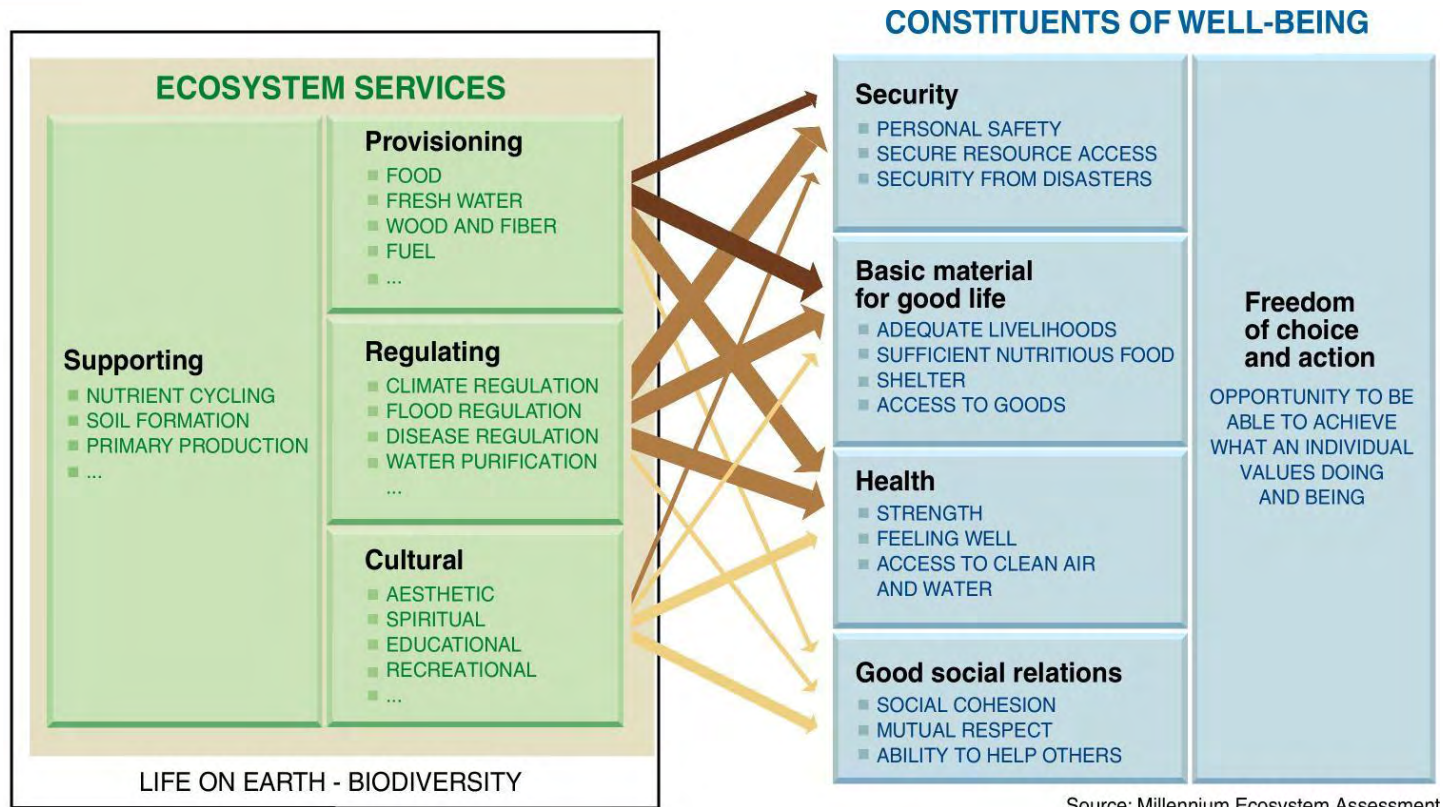 CONSTITUENTS OF WELL-BEING
ECOSYSTEM SERVICES
Supporting
NUTRIENT CYCLING
SOIL FORMATION
PRIMARY PRODUCTION
...
Provisioning
FOOD
FRESH WATER
WOOD AND FIBER
FUEL
...
Regulating
CLIMATE REGULATION
FLOOD REGULATION
DISEASE REGULATION
WATER PURIFICATION
...
Cultural
AESTHETIC
SPIRITUAL
EDUCATIONAL
RECREATIONAL
...
LIFE ON EARTH - BIODIVERSITY
Security
PERSONAL SAFETY
SECURE RESOURCE ACCESS
SECURITY FROM DISASTERS
Basic material
for good life
ADEQUATE LIVELIHOODS
SUFFICIENT NUTRITIOUS FOOD
SHELTER
ACCESS TO GOODS
Health
STRENGTH
FEELING WELL
ACCESS TO CLEAN AIR
AND WATER
Good social relations
SOCIAL COHESION
MUTUAL RESPECT
ABILITY TO HELP OTHERS
Freedom
of choice
and action
OPPORTUNITY TO BE
ABLE TO ACHIEVE
WHAT AN INDIVIDUAL
VALUES DOING
AND BEING
Source: Millennium Ecosystem Assessment